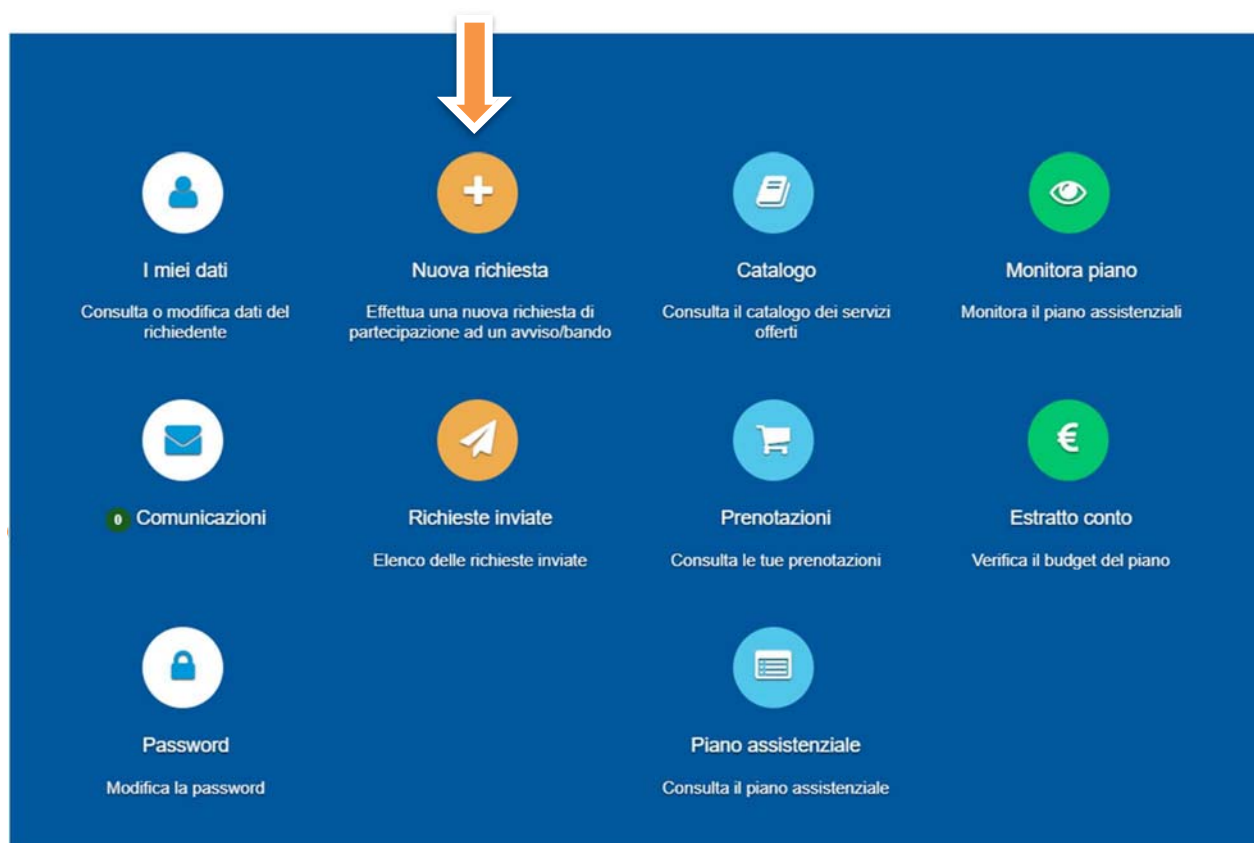 I miei dati
Consulta o modifica dati del
richiedente
Nuova richiesta
Effettua una nuova richiesta di
partecipazione ad un avviso/bando
Catalogo
Consulta il catalogo dei servizi
offerti
Monitora piano
Monitora il piano assistenziali
0 Comunicazioni
Richieste inviate
Elenco delle richieste inviate
Prenotazioni
Consulta le tue prenotazioni
€
Estratto conto
Verifica il budget del piano
Password
Modifica la password
Piano assistenziale
Consulta il piano assistenziale